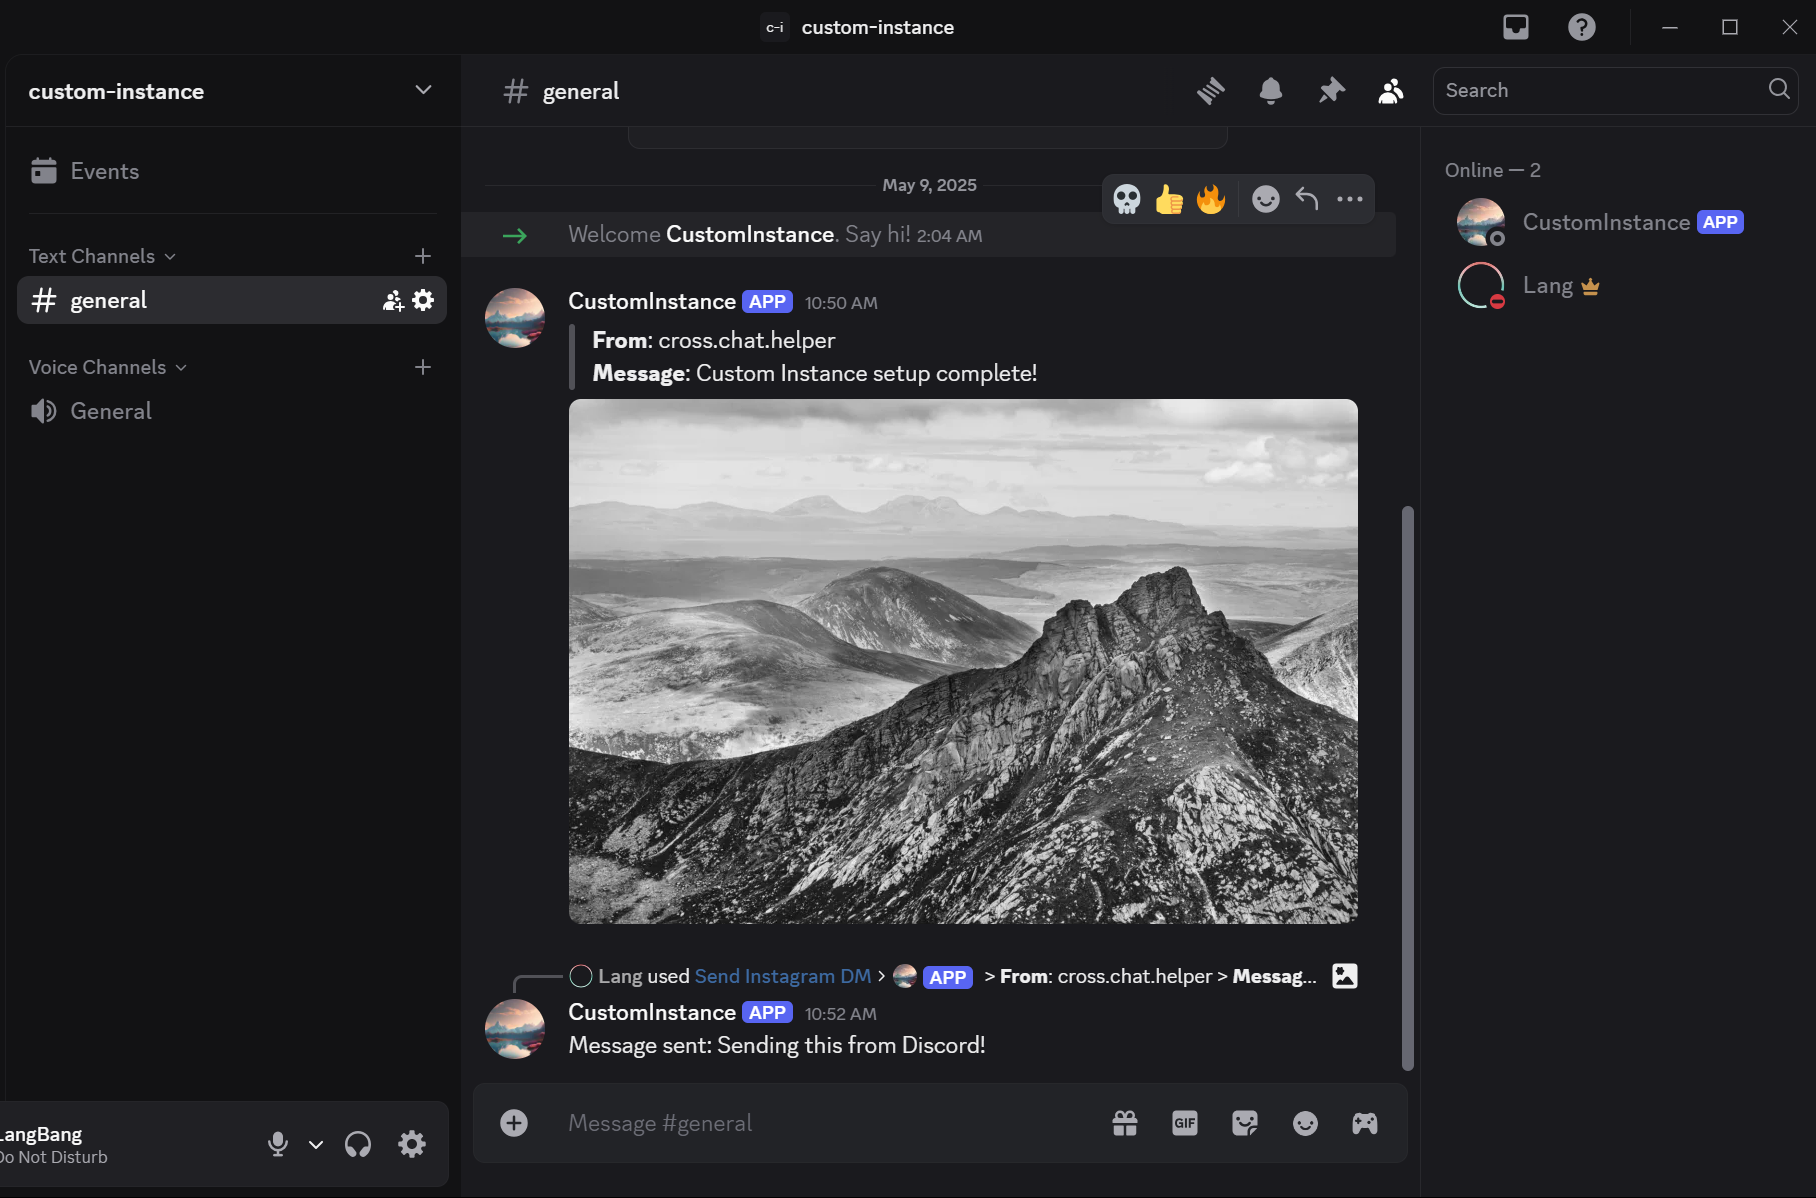 c-i custom-instance
custom-instance
Events
Text Channels
general
Voice Channels
General
LangBang
Do Not Disturb
general
Search
May 9, 2025
Welcome CustomInstance. Say hi! 2:04 AM
CustomInstance APP 10:50 AM
From: cross.chat.helper
Message: Custom Instance setup complete!
Lang used Send Instagram DM > APP > From: cross.chat.helper > Messag...
CustomInstance APP 10:52 AM
Message sent: Sending this from Discord!
Message #general
GIF
Online — 2
CustomInstance APP
Lang